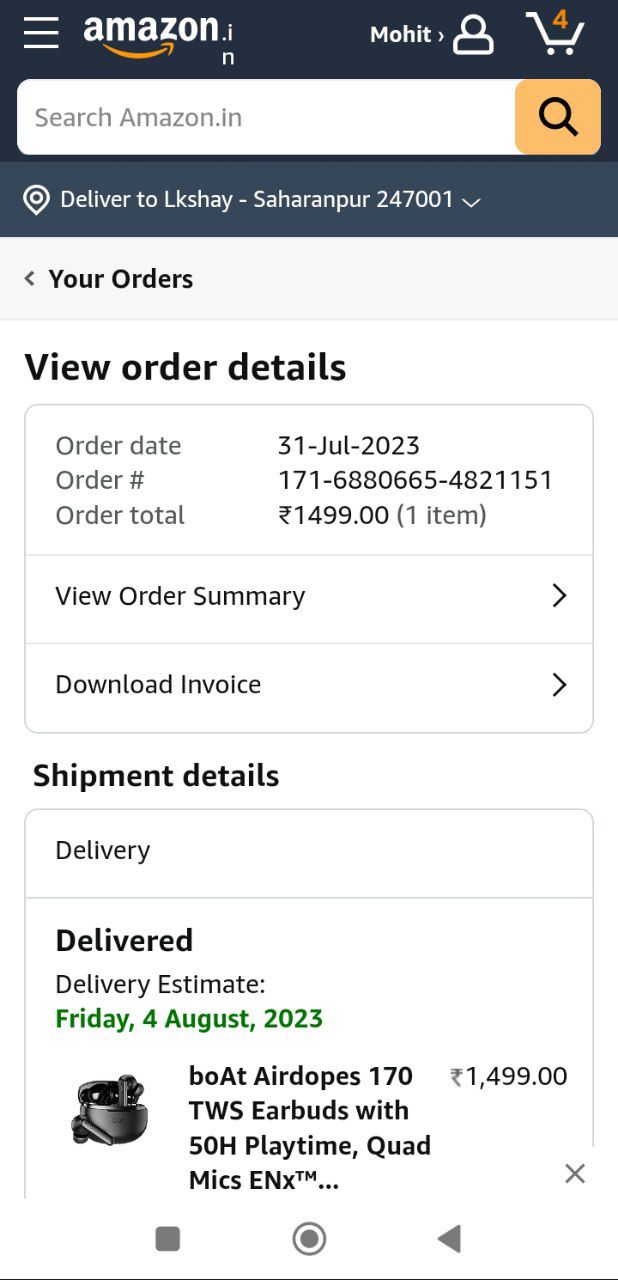 amazon.in
Mohit ›
4
Search Amazon.in
Deliver to Lkshay - Saharanpur 247001
Your Orders
View order details
Order date 31-Jul-2023
Order # 171-6880665-4821151
Order total ₹1499.00 (1 item)
View Order Summary
Download Invoice
Shipment details
Delivery
Delivered
Delivery Estimate:
Friday, 4 August, 2023
boAt Airdopes 170 ₹1,499.00
TWS Earbuds with
50H Playtime, Quad
Mics ENx™...